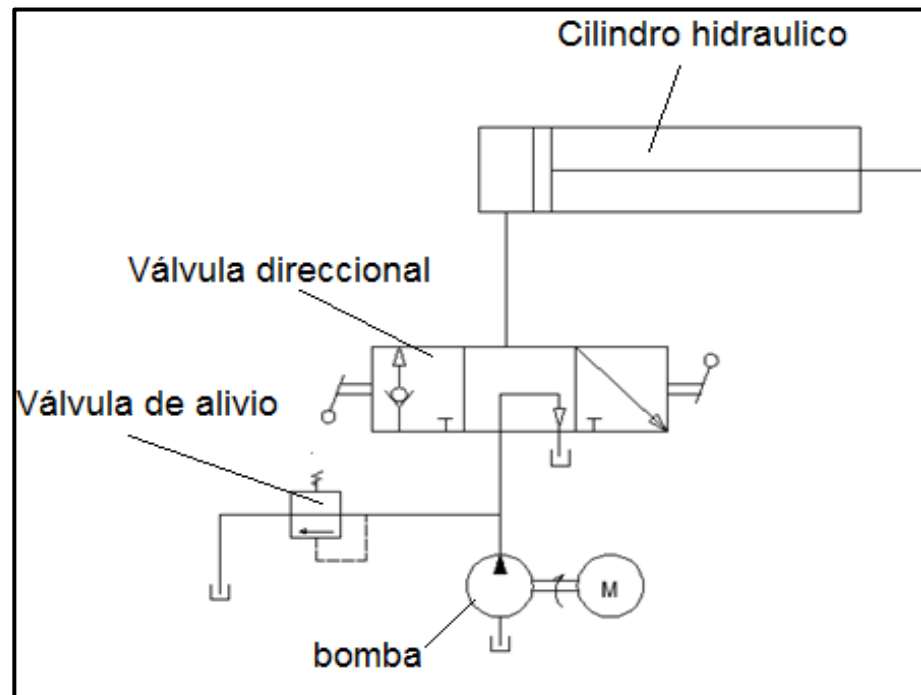 Cilindro hidraulico
Válvula direccional
Válvula de alivio
M
bomba